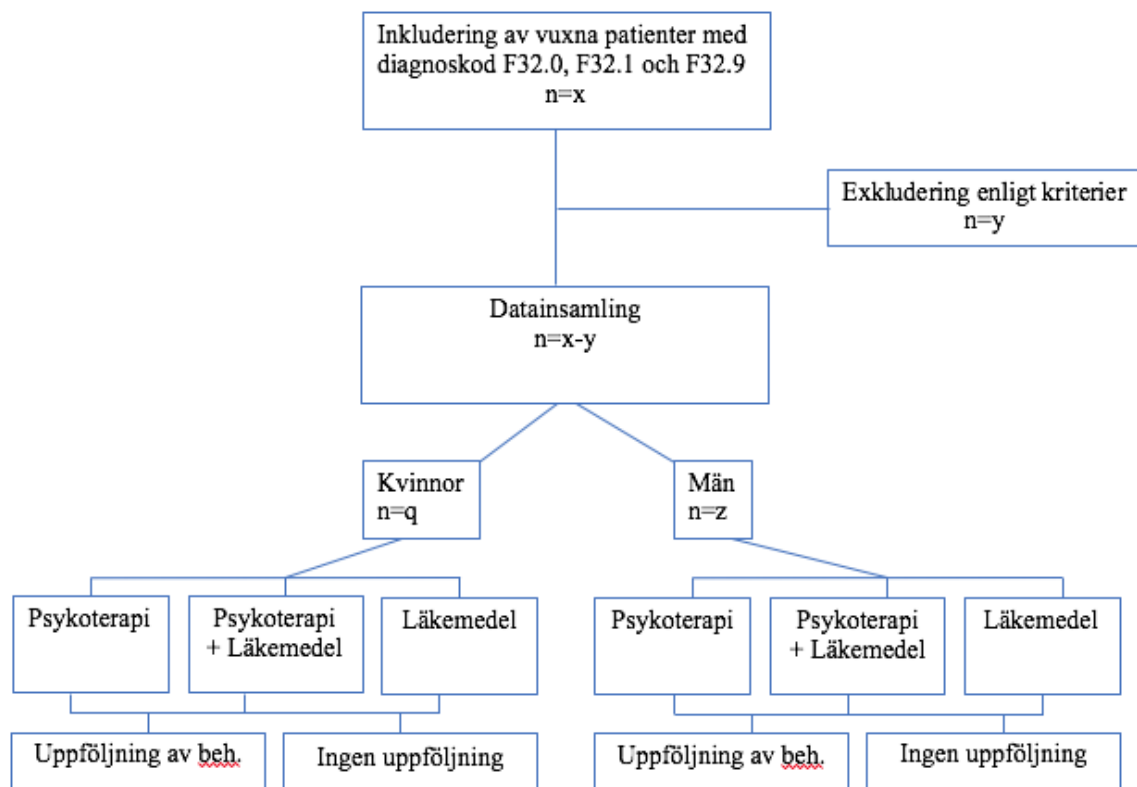 Inkludering av vuxna patienter med
diagnoskod F32.0, F32.1 och F32.9
n=x
Exkludering enligt kriterier
n=y
Datainsamling
n=x-y
Kvinnor
n=q
Män
n=z
Psykoterapi
Psykoterapi
+ Läkemedel
Läkemedel
Psykoterapi
Psykoterapi
+ Läkemedel
Läkemedel
Uppföljning av beh.
Ingen uppföljning
Uppföljning av beh.
Ingen uppföljning